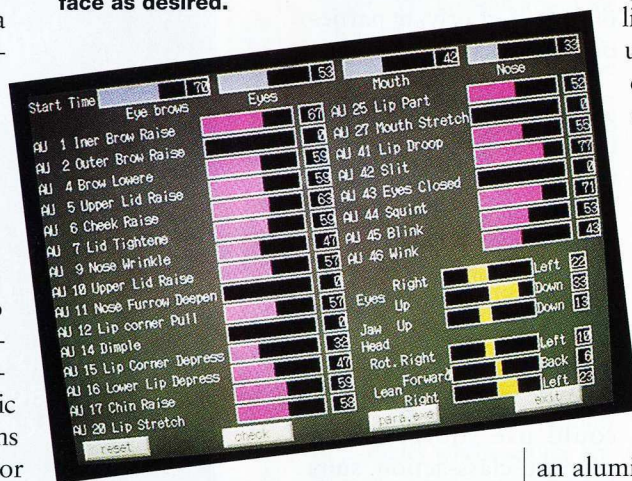 face as desired.
a
li
u
70 53 42 33
Start Time Eye brows Eyes Mouth Nose
AU 1 Iner Brow Raise 67
AU 2 Outer Brow Raise 0
AU 4 Brow Lowere 59
AU 5 Upper Lid Raise 59
AU 6 Cheek Raise 63
AU 7 Lid Tightene 59
AU 9 Nose Wrinkle 47
AU 10 Upper Lid Raise 57
AU 11 Nose Furrow Deepen 0
AU 12 Lip corner Pull 57
AU 14 Dimple 0
AU 15 Lip Corner Depress 32
AU 16 Lower Lip Depress 47
AU 17 Chin Raise 59
AU 20 Lip Stretch
reset check
AU 25 Lip Part 52
AU 27 Mouth Stretch 0
AU 41 Lip Droop 55
AU 42 Slit 77
AU 43 Eyes Closed 0
AU 44 Squint 71
AU 45 Blink 53
AU 46 Wink 43
Eyes Right Left 22
Up Down 33
Jaw Up Down 13
Head
Rot. Right Left 10
Lean Forward Back 6
Right Left 23
para.exe exit
ic
ns
or
an alumi